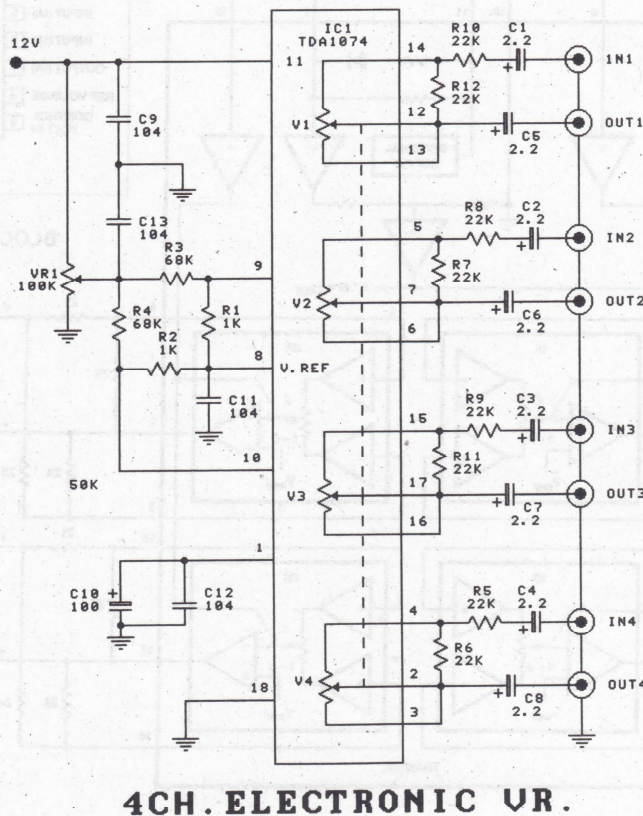 12V
IC1
TDA1074
11
C9
104
C13
104
R3
68K
9
VR1
100K
R4
68K
R1
1K
R2
1K
8
V.REF
C11
104
10
50K
1
C10
100
+
C12
104
18
V1
14
12
13
R10
22K
C1
2.2
+
IN1
R12
22K
+
C5
2.2
OUT1
V2
5
7
6
R8
22K
C2
2.2
+
IN2
R7
22K
+
C6
2.2
OUT2
V3
15
17
16
R9
22K
C3
2.2
+
IN3
R11
22K
+
C7
2.2
OUT3
V4
4
2
3
R5
22K
C4
2.2
+
IN4
R6
22K
+
C8
2.2
OUT4
4CH. ELECTRONIC VR.